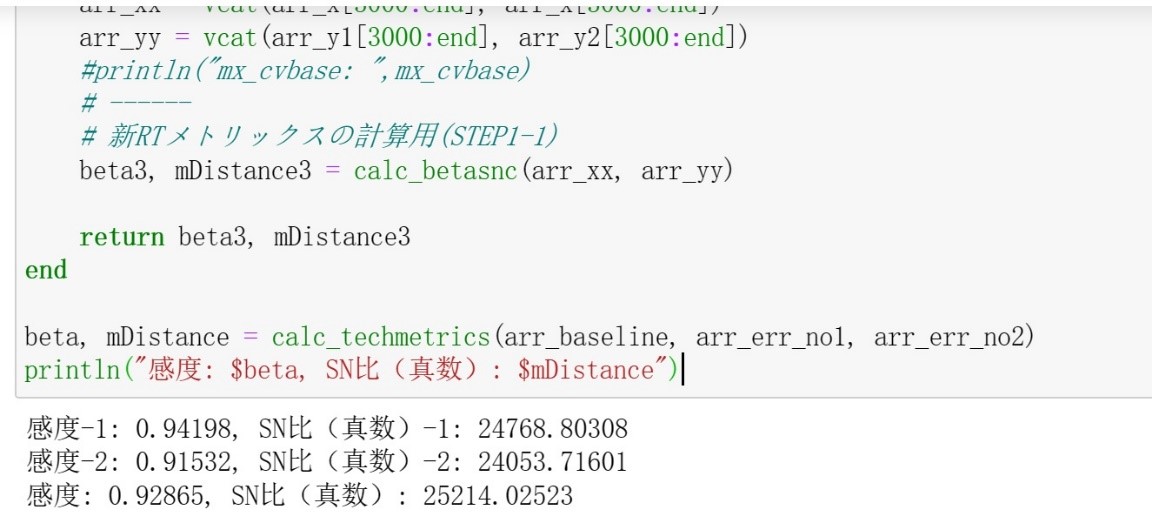 arr_yy = vcat(arr_y1[3000:end], arr_y2[3000:end])
#println("mx_cvbase: ",mx_cvbase)
# ------
# 新RTメトリックスの計算用(STEP1-1)
beta3, mDistance3 = calc_betasnc(arr_xx, arr_yy)
return beta3, mDistance3
end
beta, mDistance = calc_techmetrics(arr_baseline, arr_err_no1, arr_err_no2)
println("感度: $beta, SN比（真数）: $mDistance")
感度-1: 0.94198, SN比（真数）-1: 24768.80308
感度-2: 0.91532, SN比（真数）-2: 24053.71601
感度: 0.92865, SN比（真数）: 25214.02523